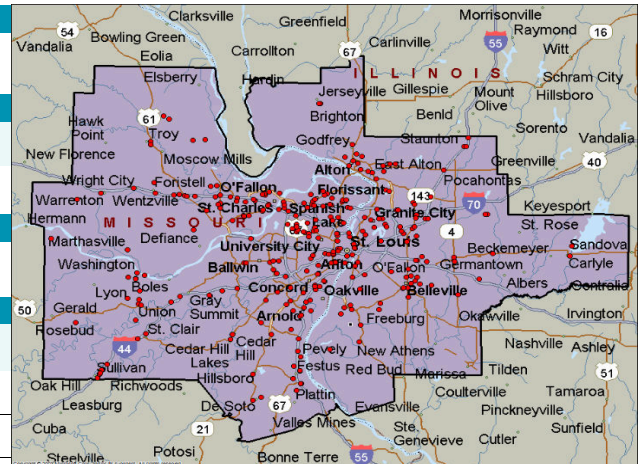 Clarksville
Greenfield
Morrisonville
54
Bowling Green
Raymond
16
Vandalia
Carrollton
67
Carlinville
55
Witt
Eolia
Elsberry
Hardin
ILLINOIS
Schram City
Jerseyville
Gillespie
Mount
Olive
Hillsboro
Hawk
Point
61
Troy
Brighton
Benld
Sorento
Godfrey
Staunton
Vandalia
New Florence
Moscow Mills
Alton
East Alton
Greenville
40
Wright City
Foristell
O'Fallon
Florissant
Pocahontas
Warrenton
Wentzville
St. Charles
Spanish
Lake
143
70
Keyesport
Hermann
MISSOURI
Granite City
St. Rose
Marthasville
Defiance
University City
St. Louis
4
Beckemeyer
Sandova
Washington
Ballwin
Afton
O'Fallon
Germantown
Carlyle
Lyon
Boles
Concord
Oakville
Belleville
Albers
Centralia
50
Gerald
Union
Gray
Summit
Arnold
Freeburg
Okawville
Irvington
Rosebud
St. Clair
44
Cedar Hill
Lakes
Cedar
Hill
Pevely
New Athens
Nashville
Ashley
Sullivan
Festus
Red Bud
Marissa
Tilden
51
Oak Hill
Richwoods
Hillsboro
Plattin
Coulterville
Tamaroa
Leasburg
De Soto
67
Evansville
Pinckneyville
Cuba
21
Valles Mines
Ste.
Genevieve
Cutler
Sunfield
Steelville
Potosi
Bonne Terre
55